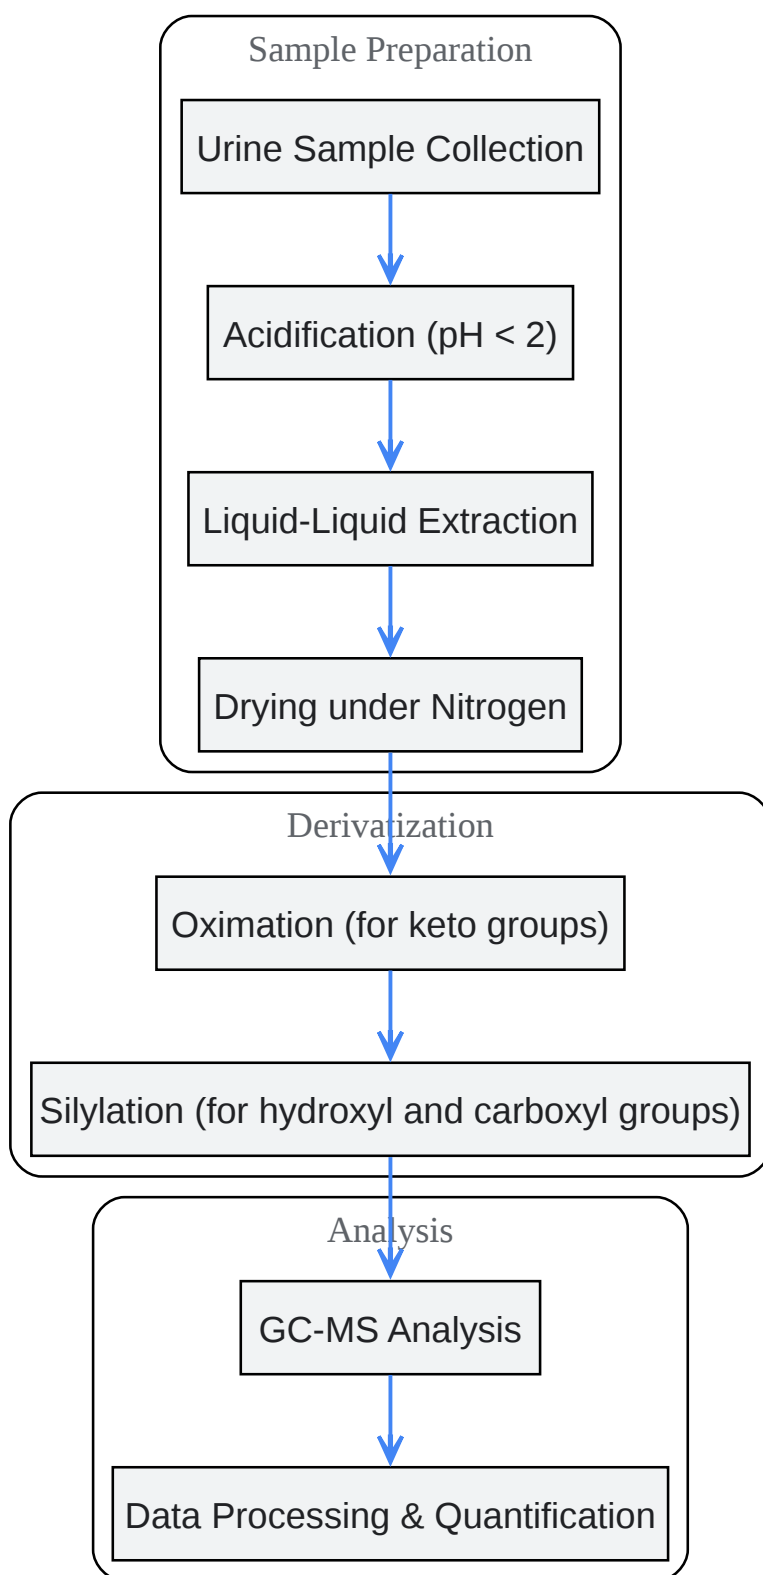 Sample Preparation
Urine Sample Collection
Acidification (pH < 2)
Liquid-Liquid Extraction
Drying under Nitrogen
Derivatization
Oximation (for keto groups)
Silylation (for hydroxyl and carboxyl groups)
Analysis
GC-MS Analysis
Data Processing & Quantification